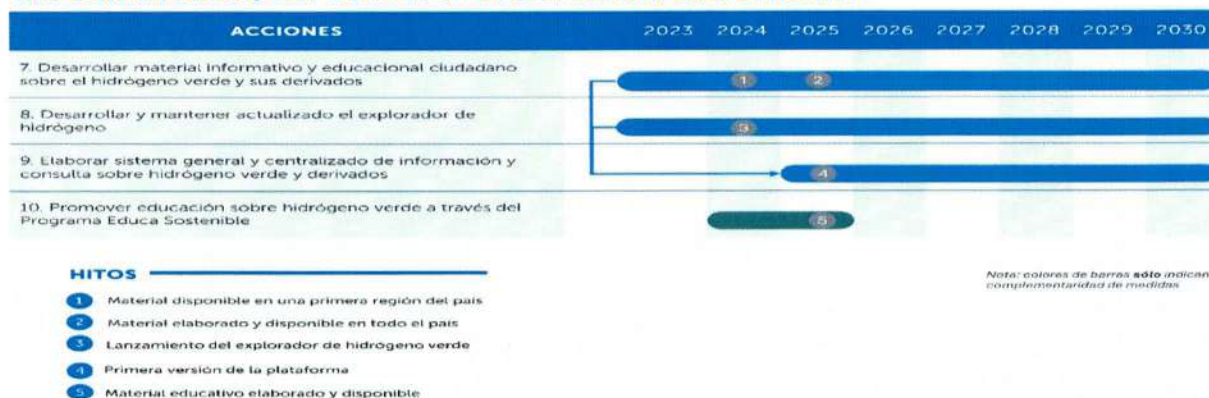 ACCIONES 2023 2024 2025 2026 2027 2028 2029 2030
7. Desarrollar material informativo y educacional ciudadano
sobre el hidrógeno verde y sus derivados
1 2
8. Desarrollar y mantener actualizado el explorador de
hidrógeno
3
9. Elaborar sistema general y centralizado de información y
consulta sobre hidrógeno verde y derivados
4
10. Promover educación sobre hidrógeno verde a través del
Programa Educa Sostenible
5
HITOS
1 Material disponible en una primera región del país
2 Material elaborado y disponible en todo el país
3 Lanzamiento del explorador de hidrógeno verde
4 Primera versión de la plataforma
5 Material educativo elaborado y disponible
Nota: colores de barras sólo indican
complementaridad de medidas